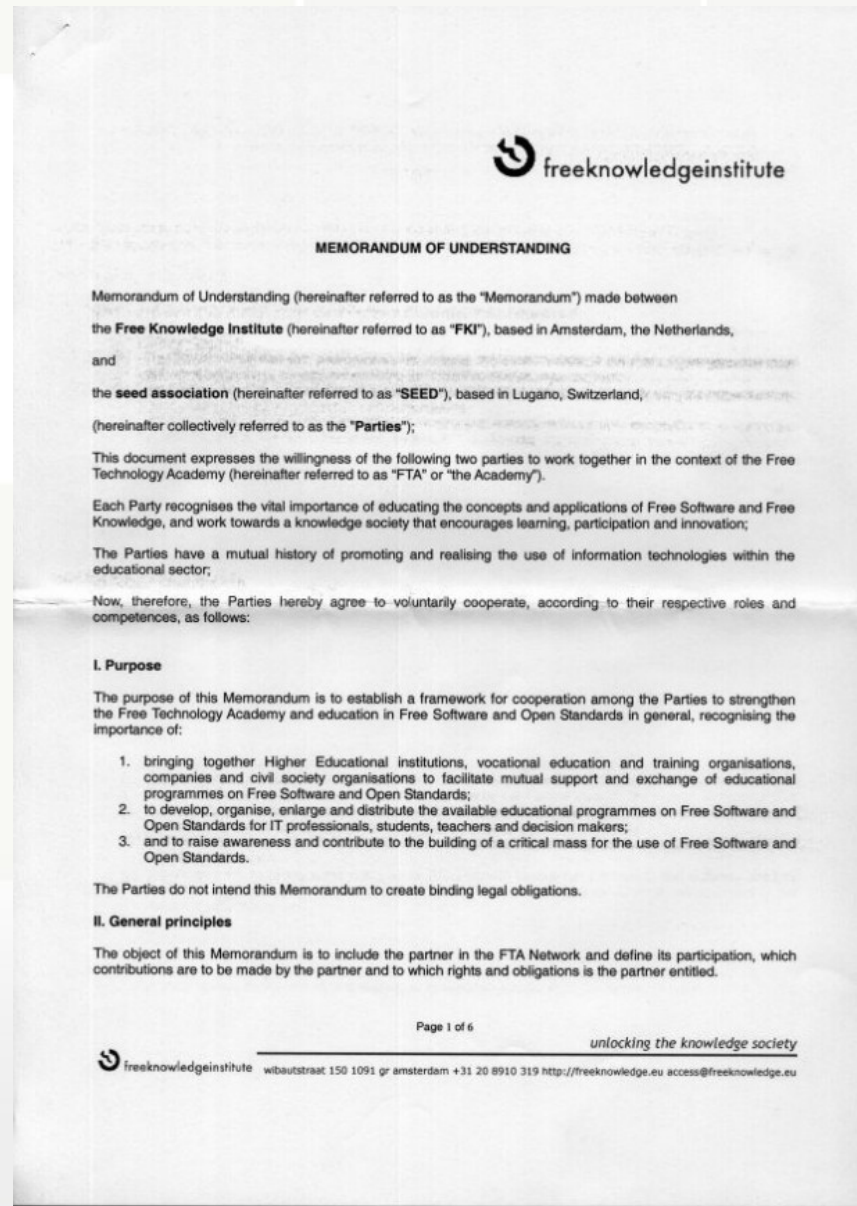 freeknowledgeinstitute
MEMORANDUM OF UNDERSTANDING
Memorandum of Understanding (hereinafter referred to as the "Memorandum") made between
the Free Knowledge Institute (hereinafter referred to as "FKI"), based in Amsterdam, the Netherlands,
and
the seed association (hereinafter referred to as "SEED"), based in Lugano, Switzerland,
(hereinafter collectively referred to as the "Parties");
This document expresses the willingness of the following two parties to work together in the context of the Free
Technology Academy (hereinafter referred to as "FTA" or "the Academy").
Each Party recognises the vital importance of educating the concepts and applications of Free Software and Free
Knowledge, and work towards a knowledge society that encourages learning, participation and innovation;
The Parties have a mutual history of promoting and realising the use of information technologies within the
educational sector;
Now, therefore, the Parties hereby agree to voluntarily cooperate, according to their respective roles and
competences, as follows:
I. Purpose
The purpose of this Memorandum is to establish a framework for cooperation among the Parties to strengthen
the Free Technology Academy and education in Free Software and Open Standards in general, recognising the
importance of:
1. bringing together Higher Educational institutions, vocational education and training organisations,
companies and civil society organisations to facilitate mutual support and exchange of educational
programmes on Free Software and Open Standards;
2. to develop, organise, enlarge and distribute the available educational programmes on Free Software and
Open Standards for IT professionals, students, teachers and decision makers;
3. and to raise awareness and contribute to the building of a critical mass for the use of Free Software and
Open Standards.
The Parties do not intend this Memorandum to create binding legal obligations.
II. General principles
The object of this Memorandum is to include the partner in the FTA Network and define its participation, which
contributions are to be made by the partner and to which rights and obligations is the partner entitled.
Page 1 of 6
unlocking the knowledge society
freeknowledgeinstitute wibautstraat 150 1091 gr amsterdam +31 20 8910 319 http://freeknowledge.eu access@freeknowledge.eu